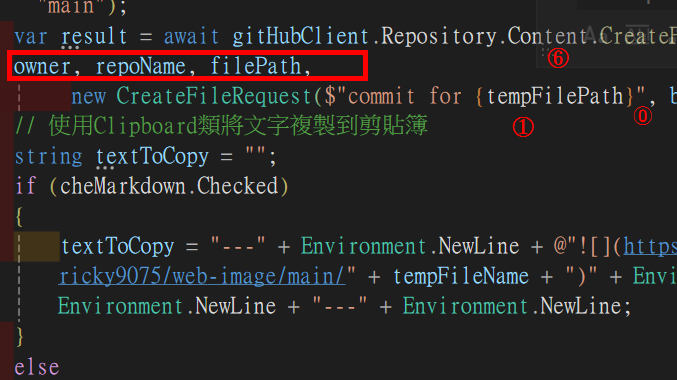 "main");
var result = await gitHubClient.Repository.Content.CreateF
⑥
owner, repoName, filePath,
new CreateFileRequest($"commit for {tempFilePath}", b
⓪
// 使用Clipboard類將文字複製到剪貼簿
①
string textToCopy = "";
if (cheMarkdown.Checked)
{
textToCopy = "---" + Environment.NewLine + @"![](https
ricky9075/web-image/main/" + tempFileName + ")" + Envi
Environment.NewLine + "---" + Environment.NewLine;
}
else